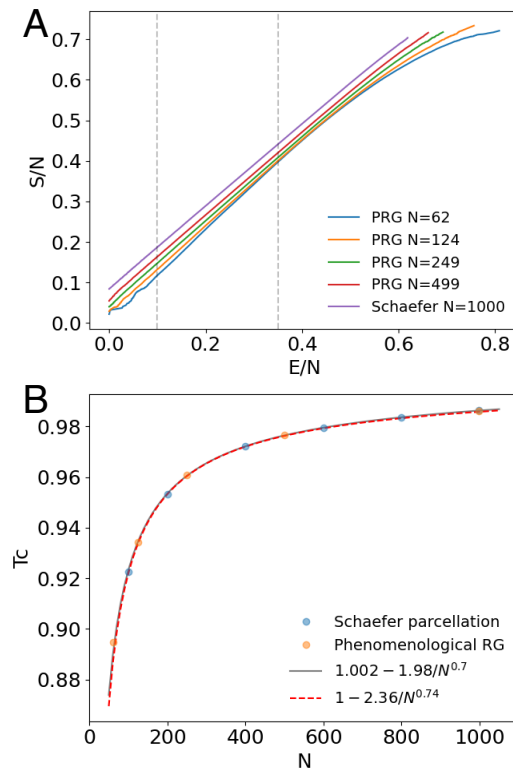 A
0.7
0.6
0.5
0.4
0.3
0.2
0.1
0.0
S/N
PRG N=62
PRG N=124
PRG N=249
PRG N=499
Schaefer N=1000
0.0 0.2 0.4 0.6 0.8
E/N
B
0.98
0.96
0.94
0.92
0.90
0.88
Tc
Schaefer parcellation
Phenomenological RG
1.002 − 1.98/N^0.7
1 − 2.36/N^0.74
0 200 400 600 800 1000
N